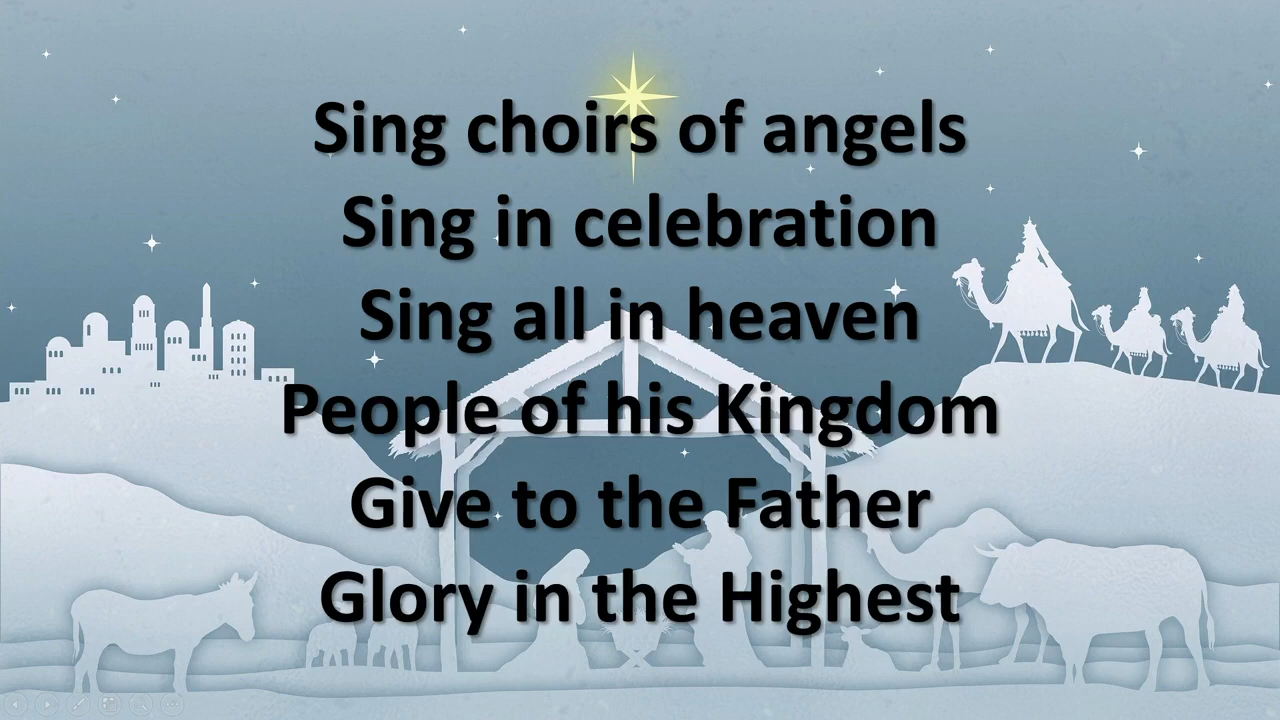 Sing choirs of angels
Sing in celebration
Sing all in heaven
People of his Kingdom
Give to the Father
Glory in the Highest